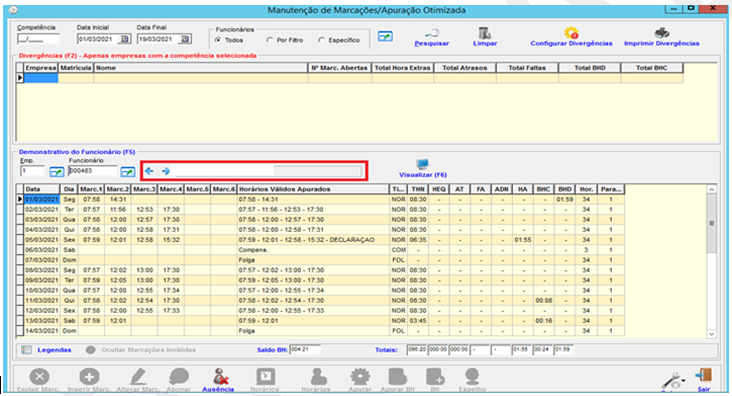 Manutenção de Marcações/Apuração Otimizada
Competência Data Inicial Data Final Funcionários
__/____ 01/03/2021 19/03/2021 Todos Por Filtro Específico Pesquisar Limpar Configurar Divergências Imprimir Divergências
Divergências (F2) - Apenas empresas com a competência selecionada
Empresa Matrícula Nome Nº Marc. Abertas Total Hora Extras Total Atrasos Total Faltas Total BHD Total BHC
Demonstrativo do Funcionário (F5)
Emp. Funcionário
1 000483 Visualizar (F6)
Data Dia Marc.1 Marc.2 Marc.3 Marc.4 Marc.5 Marc.6 Horários Válidos Apurados Ti... THN HEQ AT FA ADN HA BHC BHD Hor. Para...
01/03/2021 Seg 07:58 14:31 07:58 - 14:31 NOR 08:30 - - - - - - 01:59 34 1
02/03/2021 Ter 07:57 11:56 12:53 17:30 07:57 - 11:56 - 12:53 - 17:30 NOR 08:30 - - - - - - - 34 1
03/03/2021 Qua 07:58 12:00 12:57 17:30 07:58 - 12:00 - 12:57 - 17:30 NOR 08:30 - - - - - - - 34 1
04/03/2021 Qui 07:58 12:00 12:58 17:31 07:58 - 12:00 - 12:58 - 17:31 NOR 08:30 - - - - - - - 34 1
05/03/2021 Sex 07:59 12:01 12:58 15:32 07:59 - 12:01 - 12:58 - 15:32 - DECLARAÇAO NOR 06:35 - - - - 01:55 - - 34 1
06/03/2021 Sab Compens. COM - - - - - - - - 3 1
07/03/2021 Dom Folga FOL - - - - - - - - 34 1
08/03/2021 Seg 07:57 12:02 13:00 17:30 07:57 - 12:02 - 13:00 - 17:30 NOR 08:30 - - - - - - - 34 1
09/03/2021 Ter 07:59 12:05 13:00 17:30 07:59 - 12:05 - 13:00 - 17:30 NOR 08:30 - - - - - - - 34 1
10/03/2021 Qua 07:57 12:00 12:55 17:34 07:57 - 12:00 - 12:55 - 17:34 NOR 08:30 - - - - - - - 34 1
11/03/2021 Qui 07:58 12:02 12:54 17:30 07:58 - 12:02 - 12:54 - 17:30 NOR 08:30 - - - - - 00:08 - 34 1
12/03/2021 Sex 07:58 12:00 12:55 17:33 07:58 - 12:00 - 12:55 - 17:33 NOR 08:30 - - - - - - - 34 1
13/03/2021 Sab 07:59 12:01 07:59 - 12:01 NOR 03:45 - - - - - 00:16 - 34 1
14/03/2021 Dom Folga FOL - - - - - - - - 34 1
Legendas Ocultar Marcações Inválidas Saldo BH: 004:21 Totais: 095:20 000:00 000:00 - - 01:55 00:24 01:59
Excluir Marc. Inserir Marc. Alterar Marc. Abonar Ausência Horários Horários Apurar Apurar BH BH Espelho Sair